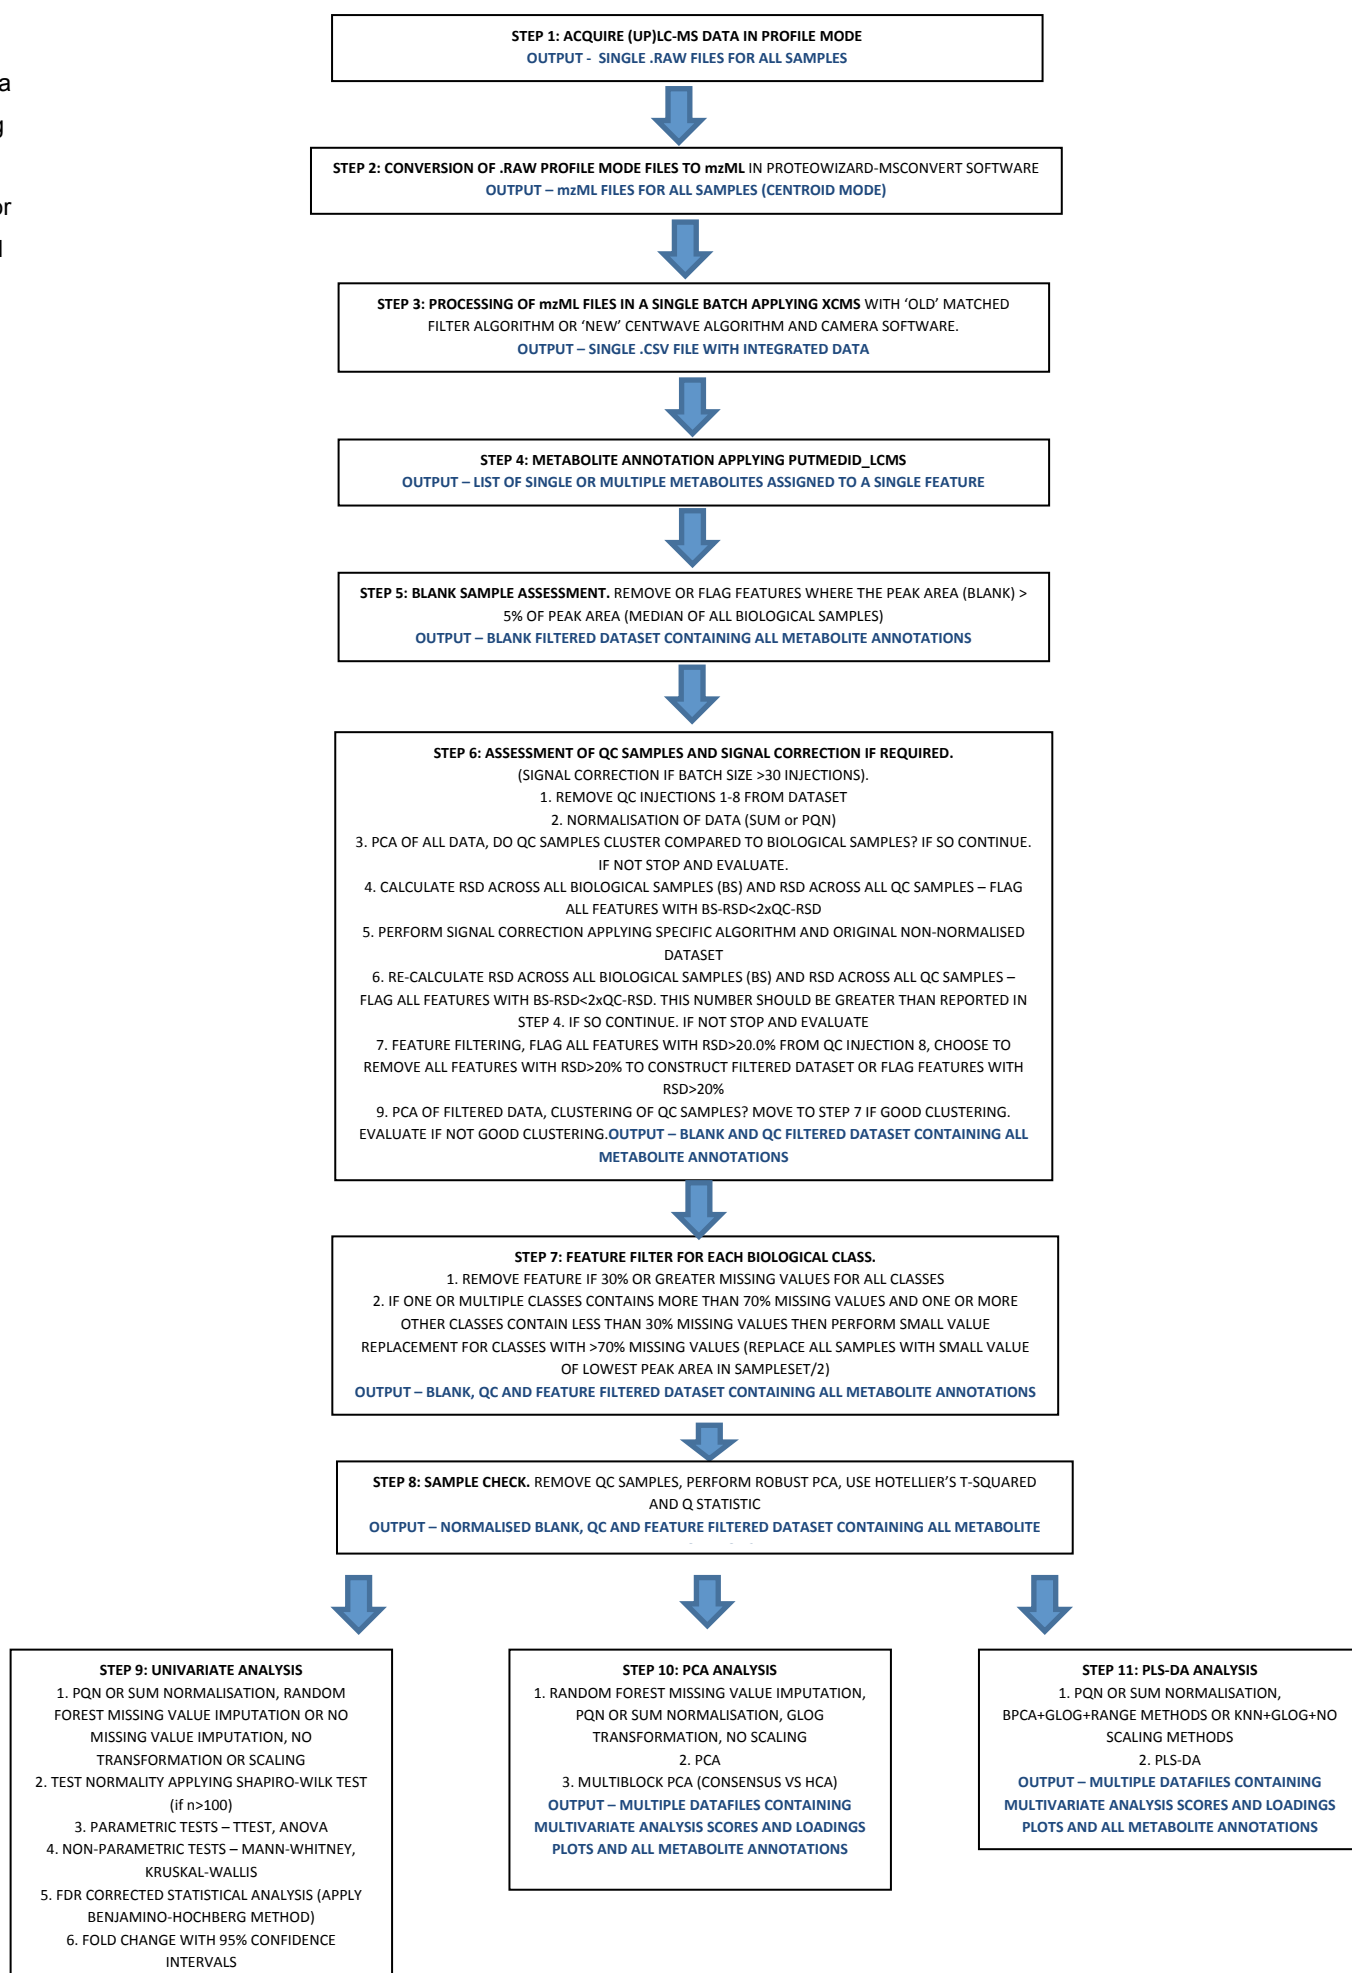 a
g
or
l
STEP 1: ACQUIRE (UP)LC-MS DATA IN PROFILE MODE
OUTPUT - SINGLE .RAW FILES FOR ALL SAMPLES
STEP 2: CONVERSION OF .RAW PROFILE MODE FILES TO mzML IN PROTEOWIZARD-MSCONVERT SOFTWARE
OUTPUT – mzML FILES FOR ALL SAMPLES (CENTROID MODE)
STEP 3: PROCESSING OF mzML FILES IN A SINGLE BATCH APPLYING XCMS WITH ‘OLD’ MATCHED
FILTER ALGORITHM OR ‘NEW’ CENTWAVE ALGORITHM AND CAMERA SOFTWARE.
OUTPUT – SINGLE .CSV FILE WITH INTEGRATED DATA
STEP 4: METABOLITE ANNOTATION APPLYING PUTMEDID_LCMS
OUTPUT – LIST OF SINGLE OR MULTIPLE METABOLITES ASSIGNED TO A SINGLE FEATURE
STEP 5: BLANK SAMPLE ASSESSMENT. REMOVE OR FLAG FEATURES WHERE THE PEAK AREA (BLANK) >
5% OF PEAK AREA (MEDIAN OF ALL BIOLOGICAL SAMPLES)
OUTPUT – BLANK FILTERED DATASET CONTAINING ALL METABOLITE ANNOTATIONS
STEP 6: ASSESSMENT OF QC SAMPLES AND SIGNAL CORRECTION IF REQUIRED.
(SIGNAL CORRECTION IF BATCH SIZE >30 INJECTIONS).
1. REMOVE QC INJECTIONS 1-8 FROM DATASET
2. NORMALISATION OF DATA (SUM or PQN)
3. PCA OF ALL DATA, DO QC SAMPLES CLUSTER COMPARED TO BIOLOGICAL SAMPLES? IF SO CONTINUE.
IF NOT STOP AND EVALUATE.
4. CALCULATE RSD ACROSS ALL BIOLOGICAL SAMPLES (BS) AND RSD ACROSS ALL QC SAMPLES – FLAG
ALL FEATURES WITH BS-RSD<2xQC-RSD
5. PERFORM SIGNAL CORRECTION APPLYING SPECIFIC ALGORITHM AND ORIGINAL NON-NORMALISED
DATASET
6. RE-CALCULATE RSD ACROSS ALL BIOLOGICAL SAMPLES (BS) AND RSD ACROSS ALL QC SAMPLES –
FLAG ALL FEATURES WITH BS-RSD<2xQC-RSD. THIS NUMBER SHOULD BE GREATER THAN REPORTED IN
STEP 4. IF SO CONTINUE. IF NOT STOP AND EVALUATE
7. FEATURE FILTERING, FLAG ALL FEATURES WITH RSD>20.0% FROM QC INJECTION 8, CHOOSE TO
REMOVE ALL FEATURES WITH RSD>20% TO CONSTRUCT FILTERED DATASET OR FLAG FEATURES WITH
RSD>20%
9. PCA OF FILTERED DATA, CLUSTERING OF QC SAMPLES? MOVE TO STEP 7 IF GOOD CLUSTERING.
EVALUATE IF NOT GOOD CLUSTERING.OUTPUT – BLANK AND QC FILTERED DATASET CONTAINING ALL
METABOLITE ANNOTATIONS
STEP 7: FEATURE FILTER FOR EACH BIOLOGICAL CLASS.
1. REMOVE FEATURE IF 30% OR GREATER MISSING VALUES FOR ALL CLASSES
2. IF ONE OR MULTIPLE CLASSES CONTAINS MORE THAN 70% MISSING VALUES AND ONE OR MORE
OTHER CLASSES CONTAIN LESS THAN 30% MISSING VALUES THEN PERFORM SMALL VALUE
REPLACEMENT FOR CLASSES WITH >70% MISSING VALUES (REPLACE ALL SAMPLES WITH SMALL VALUE
OF LOWEST PEAK AREA IN SAMPLESET/2)
OUTPUT – BLANK, QC AND FEATURE FILTERED DATASET CONTAINING ALL METABOLITE ANNOTATIONS
STEP 8: SAMPLE CHECK. REMOVE QC SAMPLES, PERFORM ROBUST PCA, USE HOTELLIER’S T-SQUARED
AND Q STATISTIC
OUTPUT – NORMALISED BLANK, QC AND FEATURE FILTERED DATASET CONTAINING ALL METABOLITE
STEP 9: UNIVARIATE ANALYSIS
1. PQN OR SUM NORMALISATION, RANDOM
FOREST MISSING VALUE IMPUTATION OR NO
MISSING VALUE IMPUTATION, NO
TRANSFORMATION OR SCALING
2. TEST NORMALITY APPLYING SHAPIRO-WILK TEST
(if n>100)
3. PARAMETRIC TESTS – TTEST, ANOVA
4. NON-PARAMETRIC TESTS – MANN-WHITNEY,
KRUSKAL-WALLIS
5. FDR CORRECTED STATISTICAL ANALYSIS (APPLY
BENJAMINO-HOCHBERG METHOD)
6. FOLD CHANGE WITH 95% CONFIDENCE
INTERVALS
STEP 10: PCA ANALYSIS
1. RANDOM FOREST MISSING VALUE IMPUTATION,
PQN OR SUM NORMALISATION, GLOG
TRANSFORMATION, NO SCALING
2. PCA
3. MULTIBLOCK PCA (CONSENSUS VS HCA)
OUTPUT – MULTIPLE DATAFILES CONTAINING
MULTIVARIATE ANALYSIS SCORES AND LOADINGS
PLOTS AND ALL METABOLITE ANNOTATIONS
STEP 11: PLS-DA ANALYSIS
1. PQN OR SUM NORMALISATION,
BPCA+GLOG+RANGE METHODS OR KNN+GLOG+NO
SCALING METHODS
2. PLS-DA
OUTPUT – MULTIPLE DATAFILES CONTAINING
MULTIVARIATE ANALYSIS SCORES AND LOADINGS
PLOTS AND ALL METABOLITE ANNOTATIONS